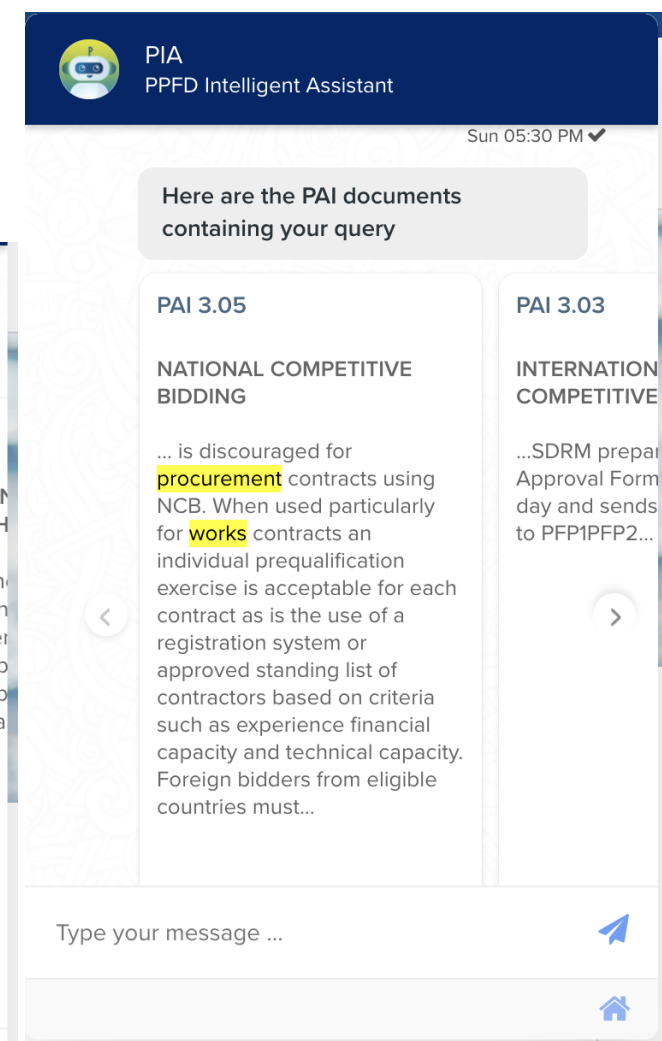 PIA
PPFD Intelligent Assistant
Sun 05:30 PM
Here are the PAI documents
containing your query
PAI 3.05
NATIONAL COMPETITIVE
BIDDING
... is discouraged for
procurement contracts using
NCB. When used particularly
for works contracts an
individual prequalification
exercise is acceptable for each
contract as is the use of a
registration system or
approved standing list of
contractors based on criteria
such as experience financial
capacity and technical capacity.
Foreign bidders from eligible
countries must...
PAI 3.03
INTERNATION
COMPETITIVE
...SDRM prepar
Approval Form
day and sends
to PFP1PFP2...
Type your message ...